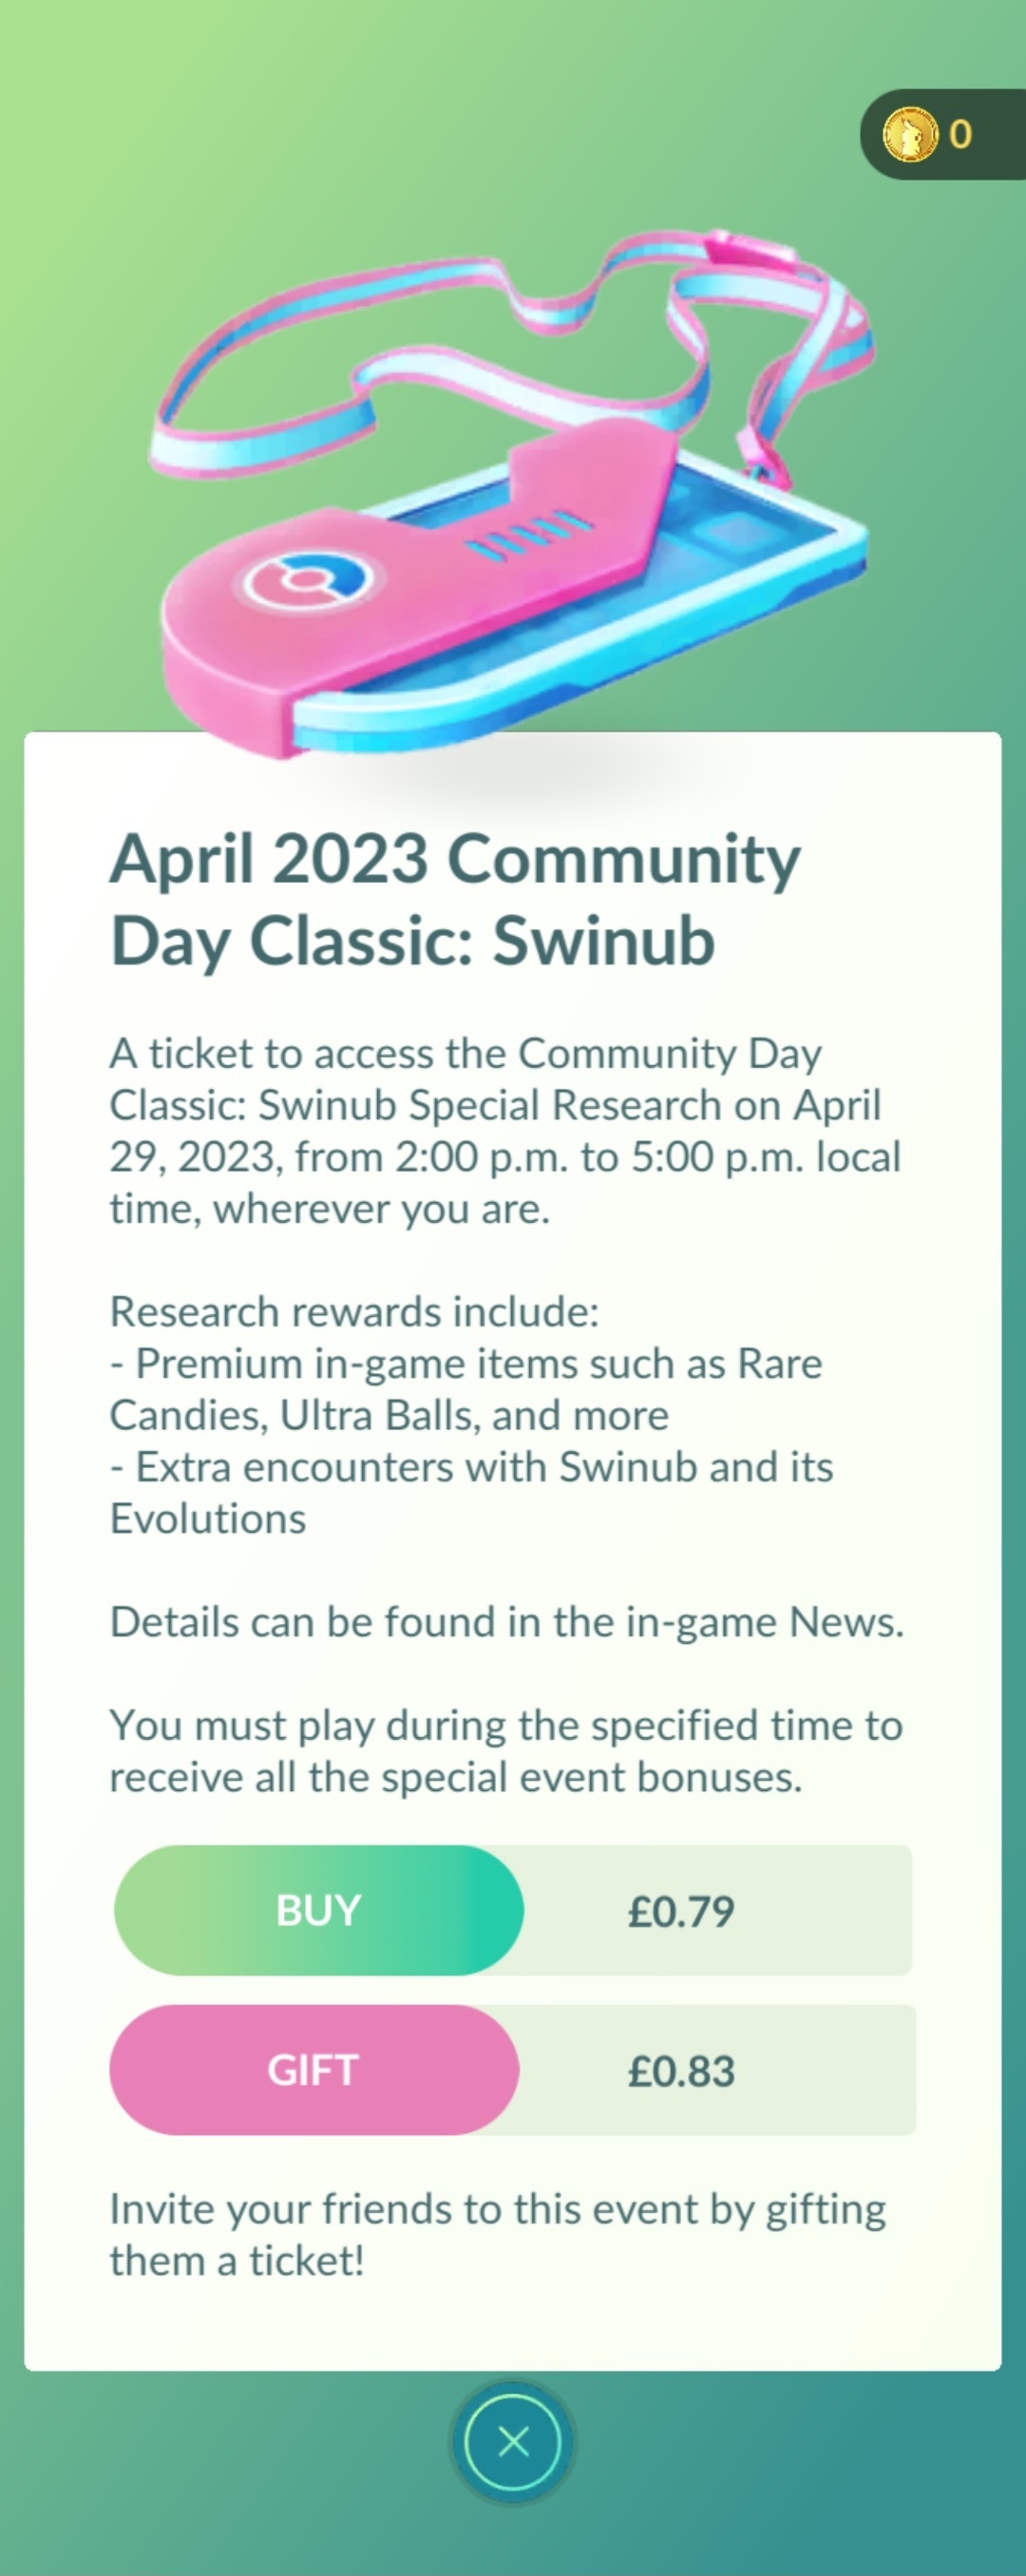 0
April 2023 Community
Day Classic: Swinub
A ticket to access the Community Day
Classic: Swinub Special Research on April
29, 2023, from 2:00 p.m. to 5:00 p.m. local
time, wherever you are.
Research rewards include:
- Premium in-game items such as Rare
Candies, Ultra Balls, and more
- Extra encounters with Swinub and its
Evolutions
Details can be found in the in-game News.
You must play during the specified time to
receive all the special event bonuses.
BUY £0.79
GIFT £0.83
Invite your friends to this event by gifting
them a ticket!